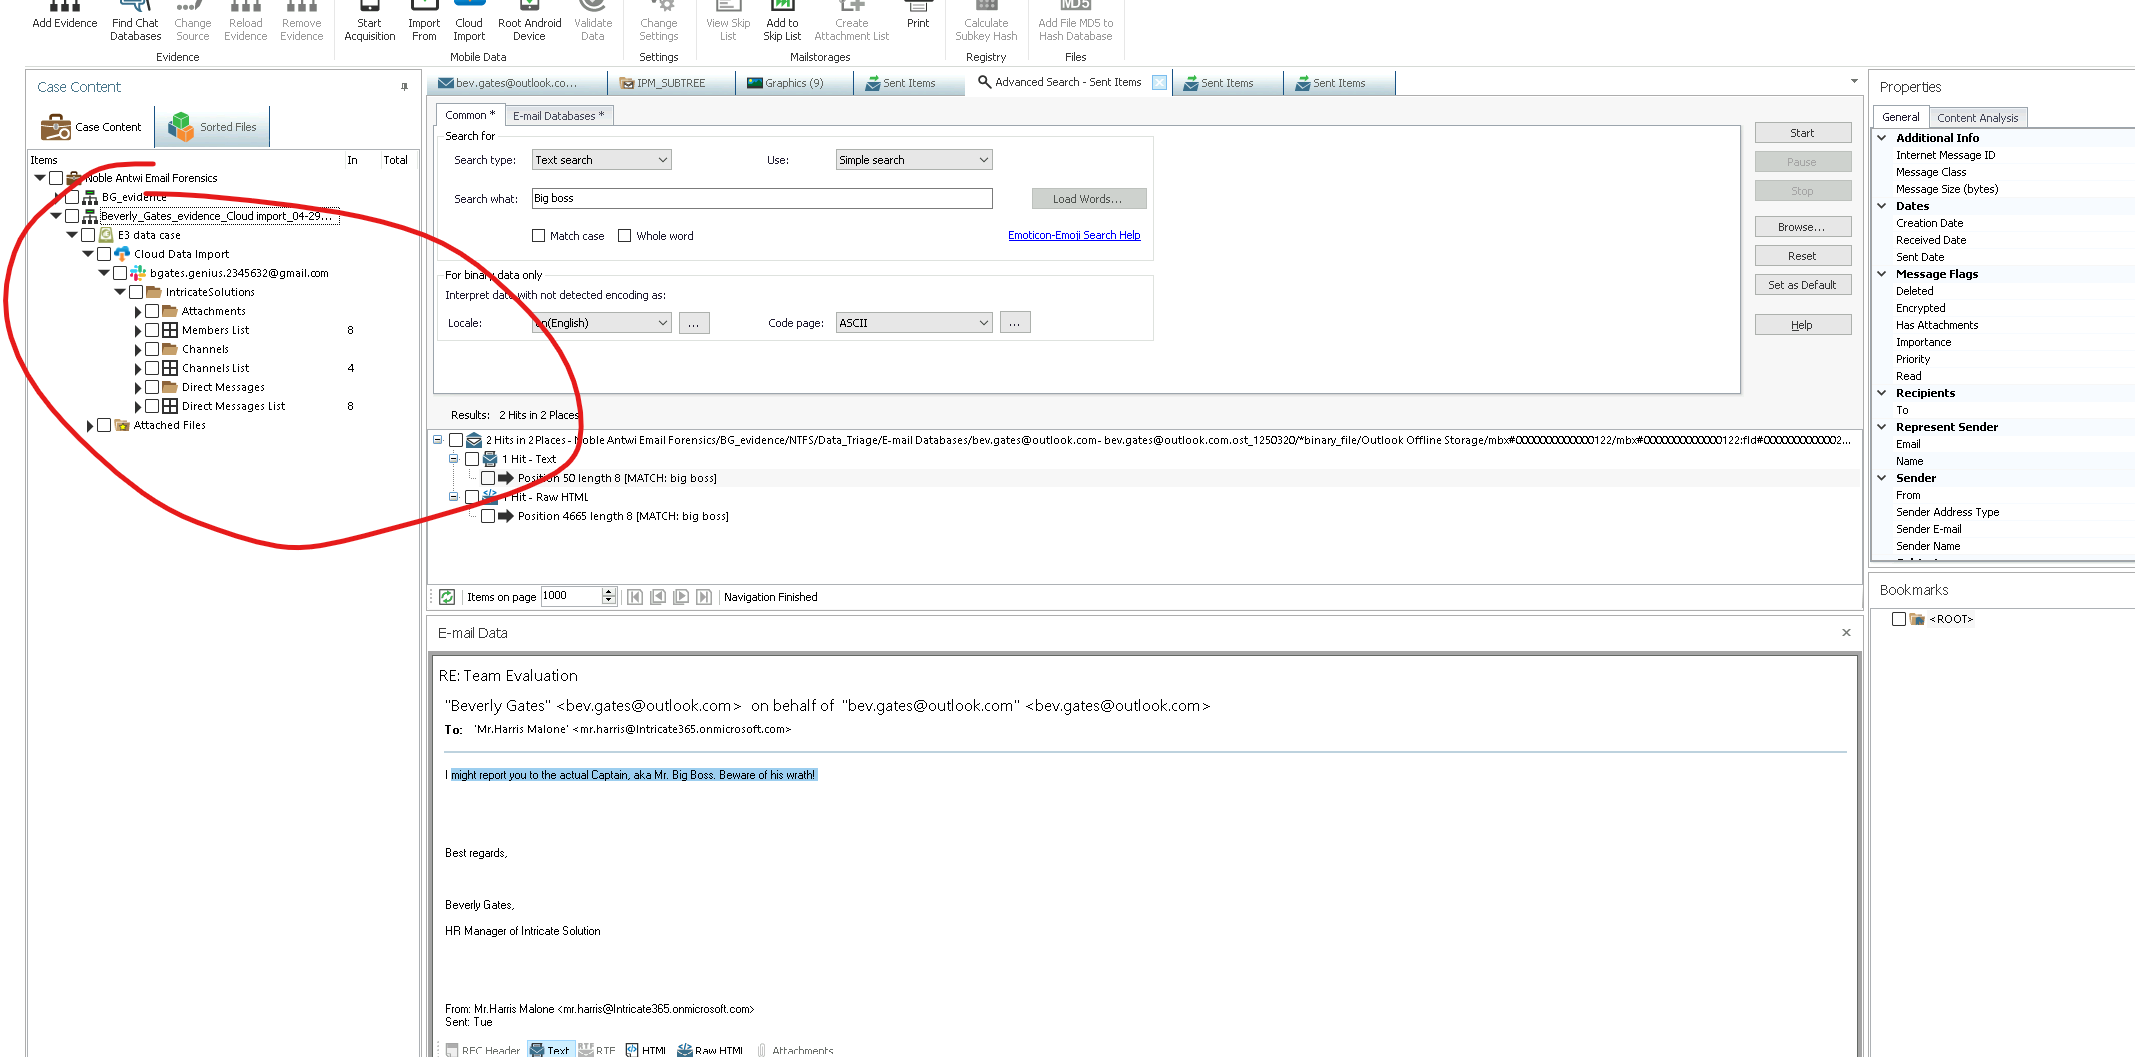 Add Evidence
Find Chat Databases
Change Source
Reload Evidence
Remove Evidence
Start Acquisition
Import From
Cloud Import
Root Android Device
Validate Data
Change Settings
View Skip List
Add to Skip List
Create Attachment List
Print
Calculate Subkey Hash
MD5
Add File MD5 to Hash Database
Evidence
Mobile Data
Settings
Mailstorages
Registry
Files
Case Content
Case Content
Sorted Files
Items In Total
Noble Antwi Email Forensics
BG_evidence
Beverly_Gates_evidence_Cloud import_04-29...
E3 data case
Cloud Data Import
bgates.genius.2345632@gmail.com
IntricateSolutions
Attachments
Members List 8
Channels
Channels List 4
Direct Messages
Direct Messages List 8
Attached Files
bev.gates@outlook.co...
IPM_SUBTREE
Graphics (9)
Sent Items
Advanced Search - Sent Items
Sent Items
Sent Items
Common *
E-mail Databases *
Search for
Search type: Text search Use: Simple search
Search what: Big boss Load Words...
Match case Whole word Emoticon-Emoji Search Help
For binary data only
Interpret data with not detected encoding as:
Locale: en(English) ... Code page: ASCII ...
Start
Pause
Stop
Browse...
Reset
Set as Default
Help
Results: 2 Hits in 2 Places
2 Hits in 2 Places - Noble Antwi Email Forensics/BG_evidence/NTFS/Data_Triage/E-mail Databases/bev.gates@outlook.com- bev.gates@outlook.com.ost_1250320/*binary_file/Outlook Offline Storage/mbx#0000000000000122/mbx#0000000000000122:fld#0000000000002...
1 Hit - Text
Position 50 length 8 [MATCH: big boss]
1 Hit - Raw HTML
Position 4665 length 8 [MATCH: big boss]
Items on page 1000 Navigation Finished
E-mail Data
RE: Team Evaluation
"Beverly Gates" <bev.gates@outlook.com> on behalf of "bev.gates@outlook.com" <bev.gates@outlook.com>
To: 'Mr.Harris Malone' <mr.harris@Intricate365.onmicrosoft.com>
I might report you to the actual Captain, aka Mr. Big Boss. Beware of his wrath!
Best regards,
Beverly Gates,
HR Manager of Intricate Solution
From: Mr.Harris Malone <mr.harris@Intricate365.onmicrosoft.com>
Sent: Tue
RFC Header Text RTF HTML Raw HTML Attachments
Properties
General
Content Analysis
Additional Info
Internet Message ID
Message Class
Message Size (bytes)
Dates
Creation Date
Received Date
Sent Date
Message Flags
Deleted
Encrypted
Has Attachments
Importance
Priority
Read
Recipients
To
Represent Sender
Email
Name
Sender
From
Sender Address Type
Sender E-mail
Sender Name
Bookmarks
<ROOT>